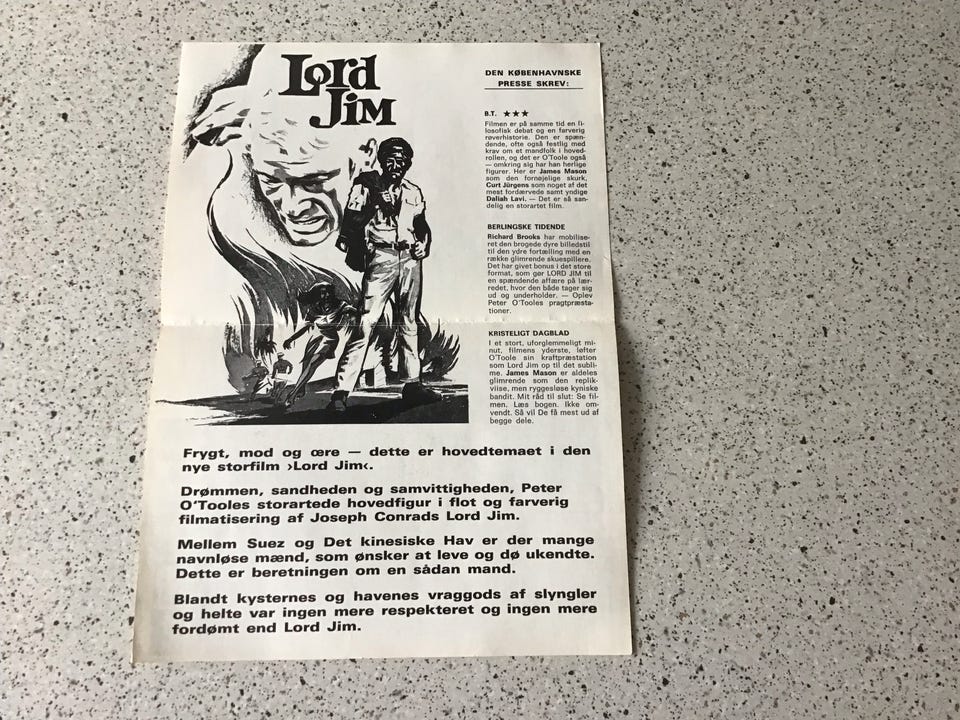 Lord
Jim
DEN KØBENHAVNSKE
PRESSE SKREV:
B.T. ★★★
Filmen er på samme tid en fi-
losofisk debat og en farverig
røverhistorie. Den er spæn-
dende, ofte også festlig med
krav om et mandfolk i hoved-
rollen, og det er O'Toole også
— omkring sig har han herlige
figurer. Her er James Mason
som den fornøjelige skurk,
Curt Jürgens som noget af det
mest fordærvede samt yndige
Daliah Lavi. — Det er så san-
delig en storartet film.
BERLINGSKE TIDENDE
Richard Brooks har mobilise-
ret den brogede dyre billedstil
til den ydre fortælling med en
række glimrende skuespillere.
Det har givet bonus i det store
format, som gør LORD JIM til
en spændende affære på lær-
redet, hvor den både tager sig
ud og underholder. — Oplev
Peter O'Tooles pragtpræsta-
tioner.
KRISTELIGT DAGBLAD
I et stort, uforglemmeligt mi-
nut, filmens yderste, løfter
O'Toole sin kraftpræstation
som Lord Jim op til det subli-
me. James Mason er aldeles
glimrende som den replik-
viise, men ryggesløse kyniske
bandit. Mit råd til slut: Se fil-
men. Læs bogen. Ikke om-
vendt. Så vil De få mest ud af
begge dele.
Frygt, mod og ære — dette er hovedtemaet i den
nye storfilm ›Lord Jim‹.
Drømmen, sandheden og samvittigheden, Peter
O'Tooles storartede hovedfigur i flot og farverig
filmatisering af Joseph Conrads Lord Jim.
Mellem Suez og Det kinesiske Hav er der mange
navnløse mænd, som ønsker at leve og dø ukendte.
Dette er beretningen om en sådan mand.
Blandt kysternes og havenes vraggods af slyngler
og helte var ingen mere respekteret og ingen mere
fordømt end Lord Jim.